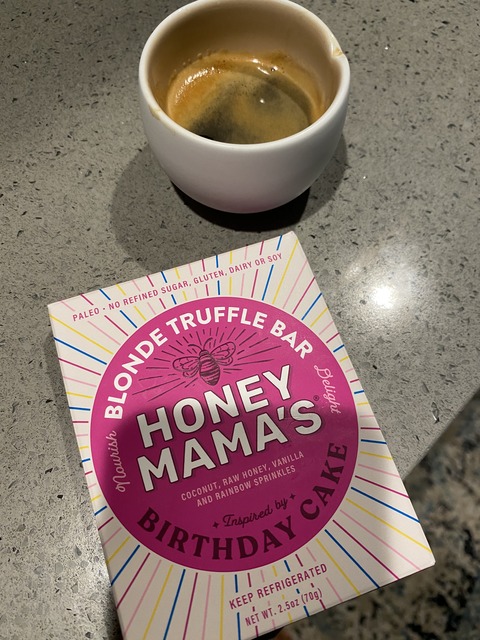 PALEO • NO REFINED SUGAR, GLUTEN, DAIRY OR SOY
BLONDE TRUFFLE BAR
Nourish
Delight
HONEY
MAMA'S®
COCONUT, RAW HONEY, VANILLA
AND RAINBOW SPRINKLES
Inspired by
BIRTHDAY CAKE
KEEP REFRIGERATED
NET WT. 2.5oz (70g)